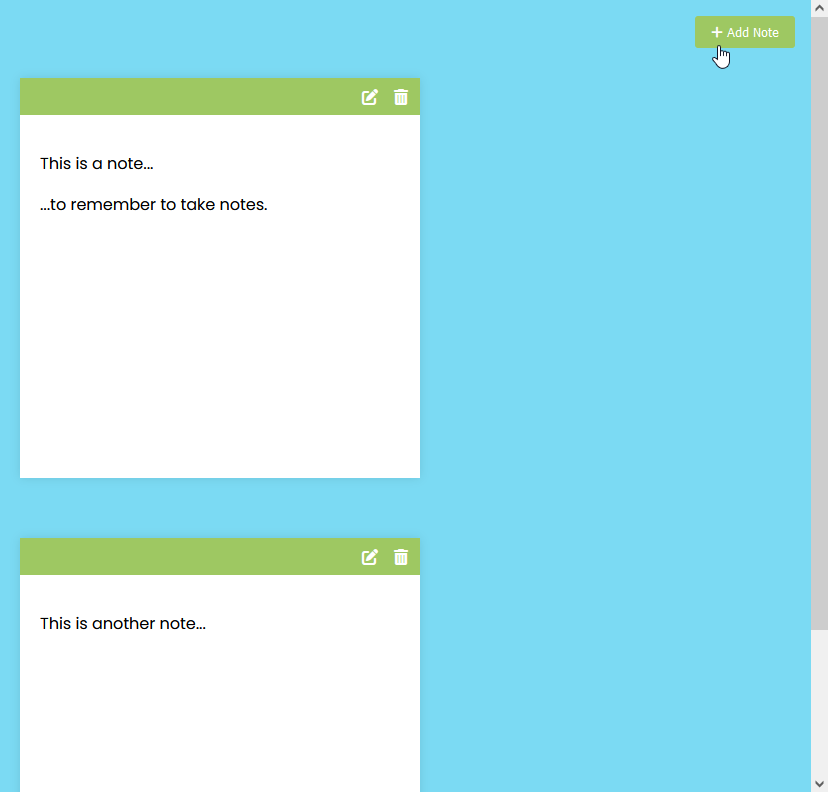 Add Note
This is a note...
...to remember to take notes.
This is another note...